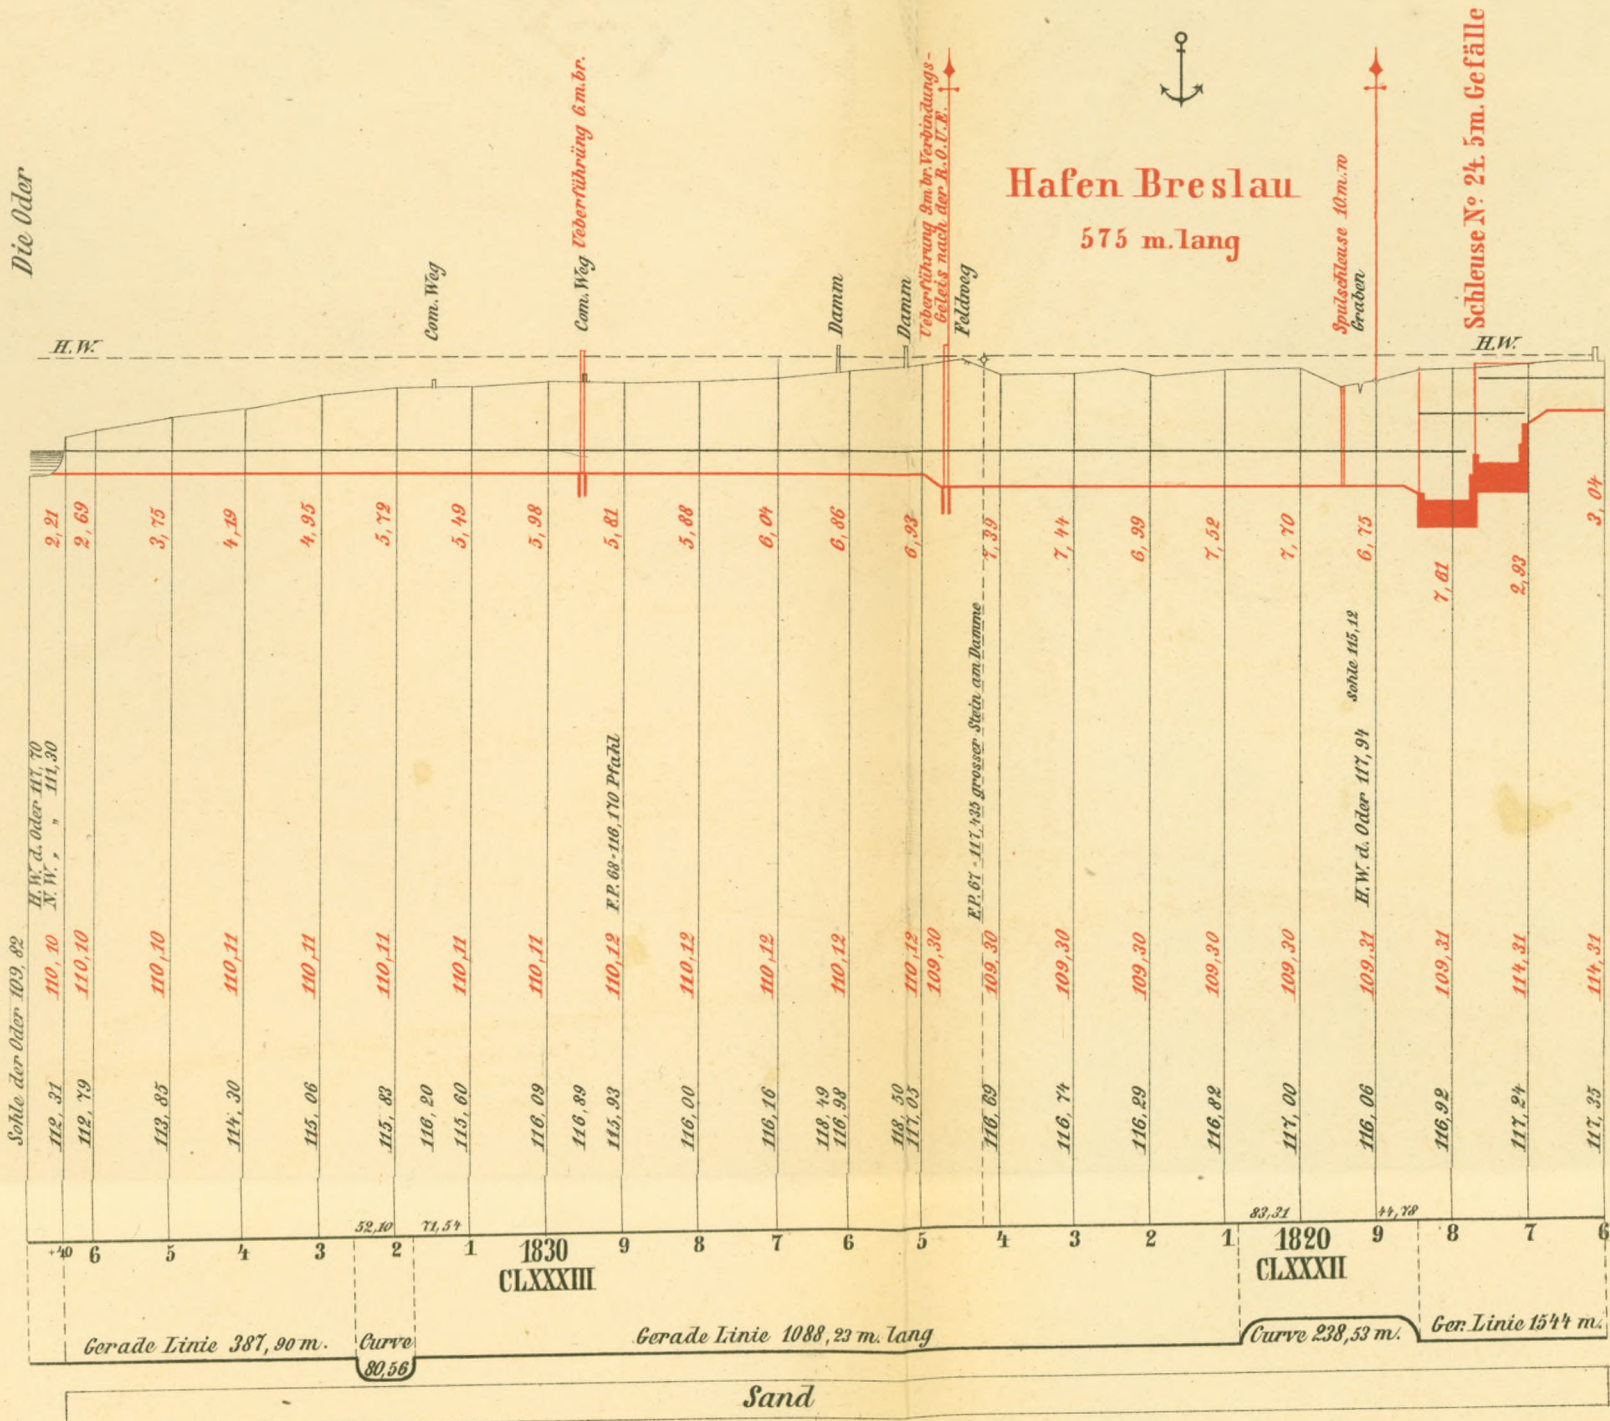 Die Oder
Com. Weg
Com. Weg Ueberführüng 6.m.br.
Damm
Damm
Ueberführung 9m.br. Verbindungs-
Geleis nach der R.O.U.E.
Feldweg
Hafen Breslau
575 m. lang
Spülschleuse 10.m.w
Graben
Schleuse No 24. 5m. Gefälle
H.W.
H.W.
2,21
2,69
3,75
4,19
4,95
5,72
5,49
5,98
5,81
5,88
6,04
6,86
6,93
7,39
7,44
6,99
7,52
7,70
6,75
7,61
2,93
3,04
H.W. d. Oder 117,70
N.W. „ „ 111,30
F.P. 68-116,170 Pfahl
F.P. 67-117,435 grosser Stein am Damme
H.W. d. Oder 117,94
Sohle 115,12
Sohle der Oder 109,82
110,10
110,10
110,10
110,11
110,11
110,11
110,11
110,11
110,12
110,12
110,12
110,12
110,12
109,30
109,30
109,30
109,30
109,30
109,30
109,31
109,31
114,31
114,31
112,31
112,79
113,85
114,30
115,06
115,83
116,20
115,60
116,09
116,89
115,93
116,00
116,16
118,49
116,98
118,50
117,05
116,69
116,74
116,29
116,82
117,00
116,06
116,92
117,24
117,35
52,10 71,54 83,31 44,78
+40 6 5 4 3 2 1 1830 9 8 7 6 5 4 3 2 1 1820 9 8 7 6
CLXXXIII CLXXXII
Gerade Linie 387,90 m. Curve Gerade Linie 1088,23 m. lang Curve 238,53 m. Ger. Linie 1544 m.
80,56
Sand